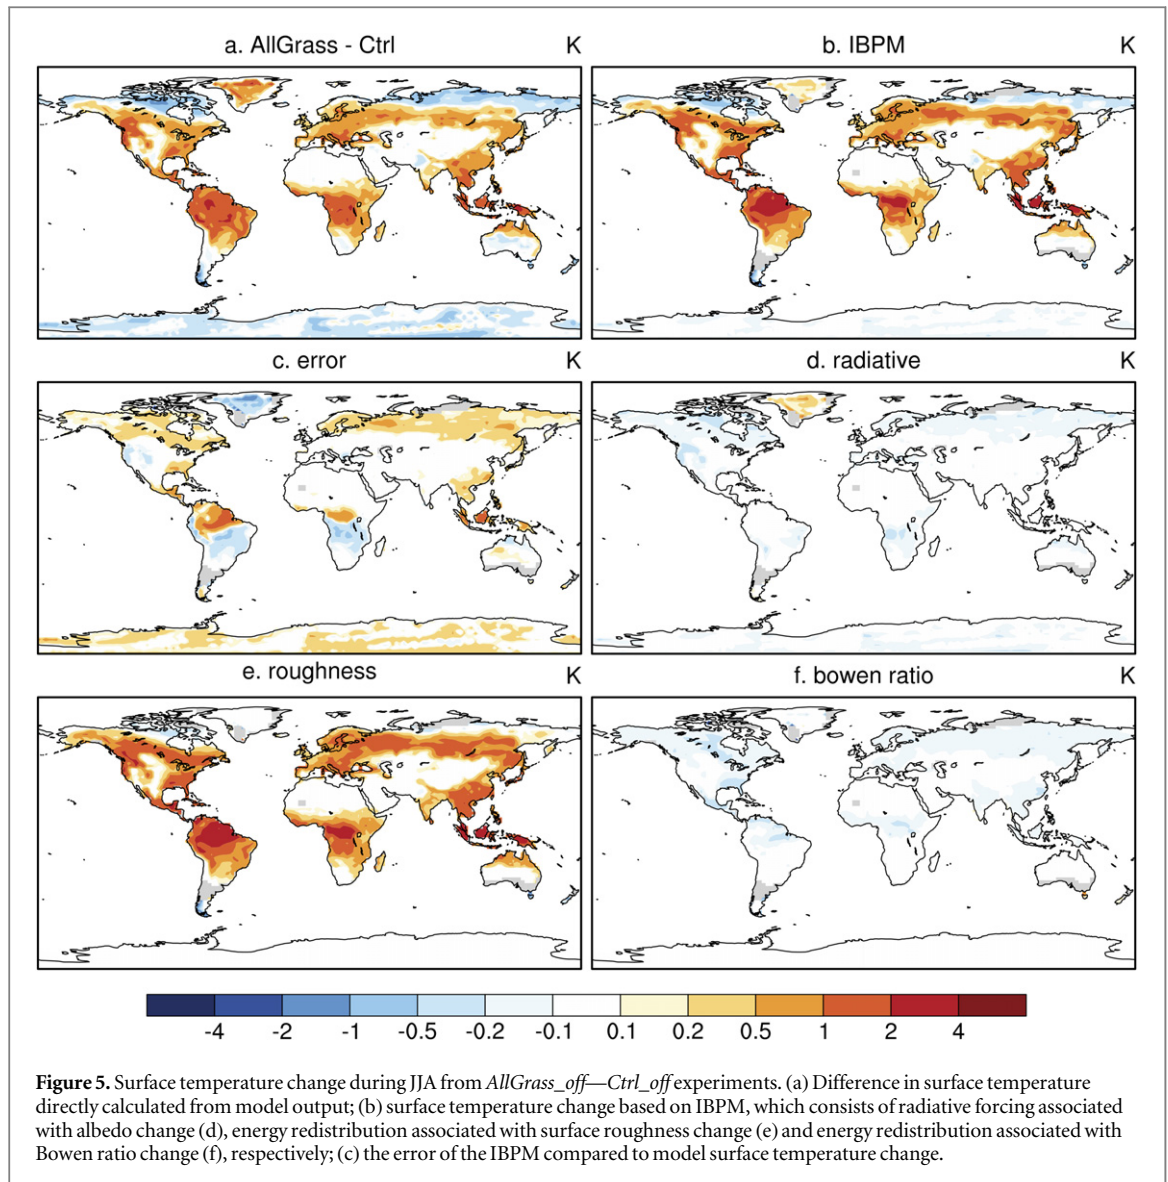 a. AllGrass - Ctrl K
b. IBPM K
c. error K
d. radiative K
e. roughness K
f. bowen ratio K
-4 -2 -1 -0.5 -0.2 -0.1 0.1 0.2 0.5 1 2 4
Figure 5. Surface temperature change during JJA from AllGrass_off—Ctrl_off experiments. (a) Difference in surface temperature
directly calculated from model output; (b) surface temperature change based on IBPM, which consists of radiative forcing associated
with albedo change (d), energy redistribution associated with surface roughness change (e) and energy redistribution associated with
Bowen ratio change (f), respectively; (c) the error of the IBPM compared to model surface temperature change.